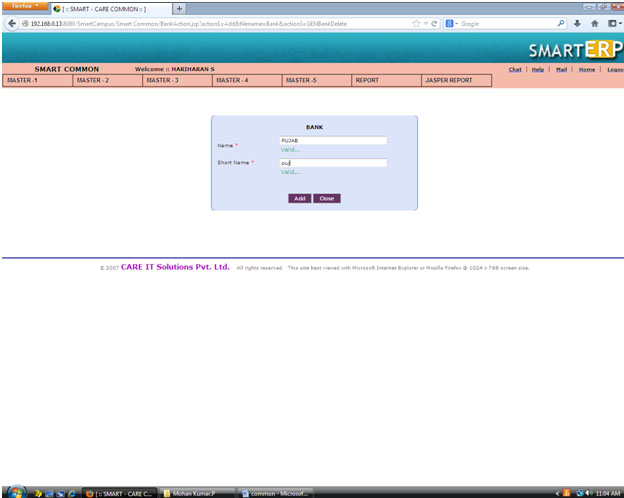 Firefox
[ :: SMART - CARE COMMON :: ]
192.168.0.13:8080/SmartCampus/Smart Common/BankAction.jsp?action1=Add&filename=Bank&action5=GENBankDelete
Google
SMARTERP
SMART COMMON Welcome :: HARIHARAN S Chat | Help | Mail | Home | Logou
MASTER -1 MASTER - 2 MASTER - 3 MASTER - 4 MASTER -5 REPORT JASPER REPORT
BANK
Name * PUJAB
Valid...
Short Name * puj
Valid...
Add Close
© 2007 CARE IT Solutions Pvt. Ltd. All rights reserved. This site best viewed with Microsoft Internet Explorer or Mozilla Firefox @ 1024 x 768 screen size.
[ :: SMART - CARE C... Mohan Kumar.P common - Microsof... 11:04 AM